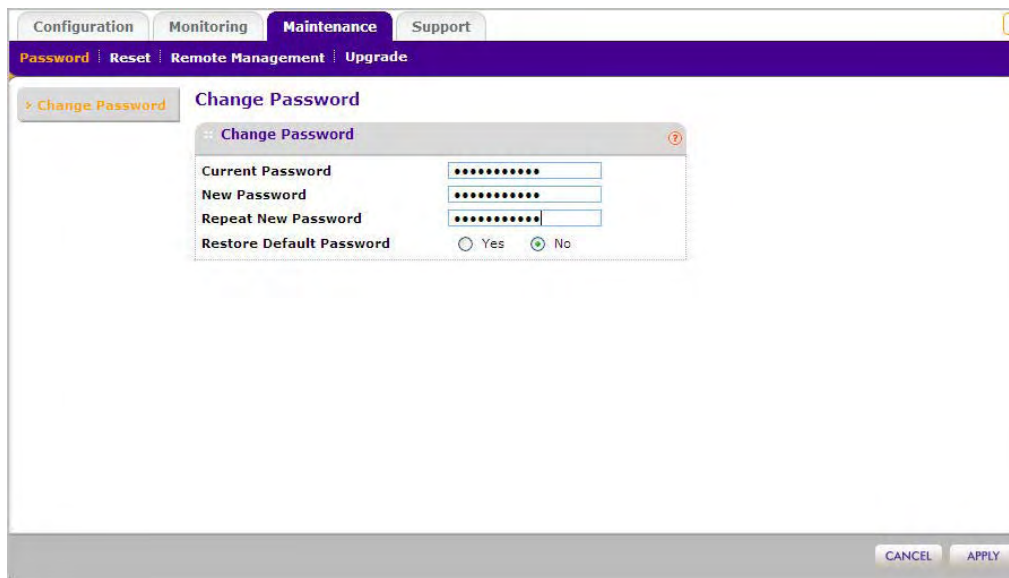 Configuration Monitoring Maintenance Support
Password Reset Remote Management Upgrade
› Change Password
Change Password
:: Change Password ?
Current Password •••••••••••
New Password •••••••••••
Repeat New Password •••••••••••
Restore Default Password Yes No
CANCEL APPLY